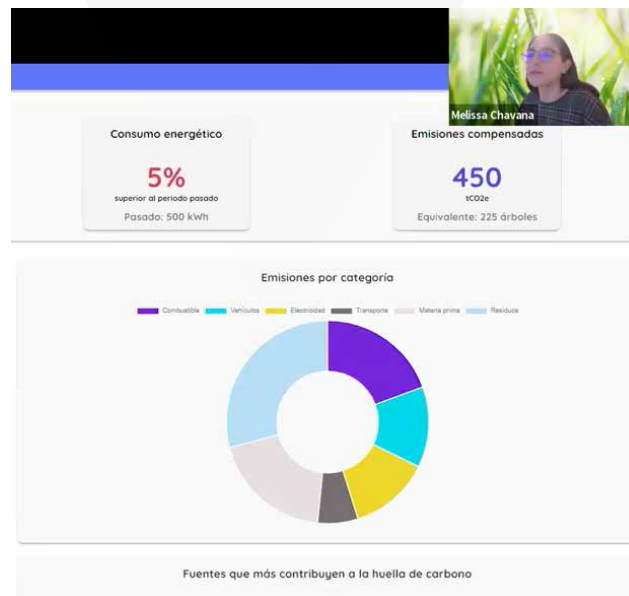 Melissa Chavana
Consumo energético
5%
superior al periodo pasado
Pasado: 500 kWh
Emisiones compensadas
450
tCO2e
Equivalente: 225 árboles
Emisiones por categoría
Combustible Vehículos Electricidad Transporte Materia prima Residuos
Fuentes que más contribuyen a la huella de carbono